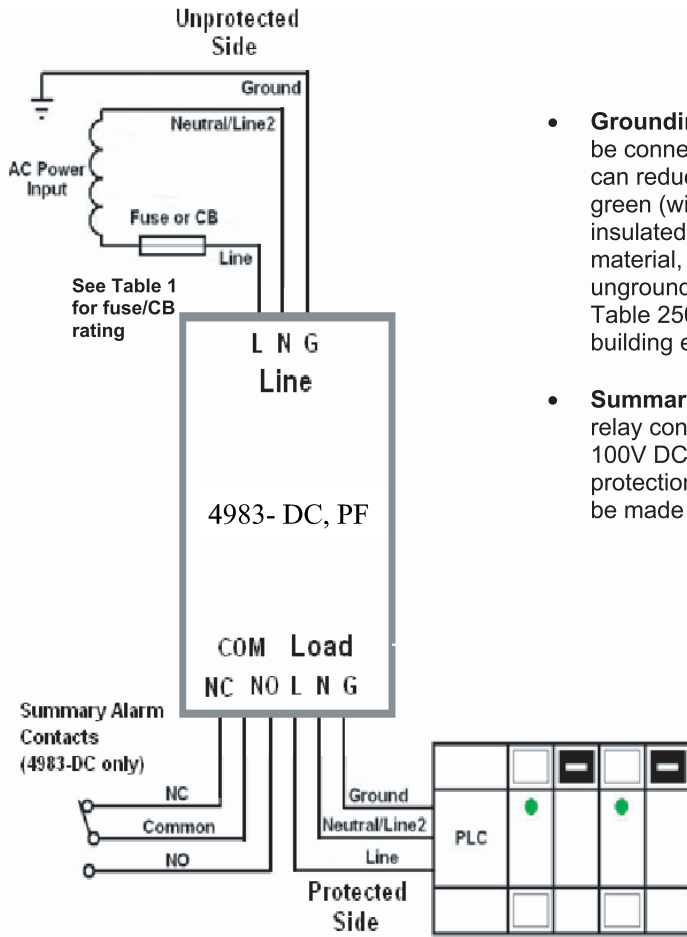 Unprotected
Side
Ground
Neutral/Line2
AC Power
Input
Fuse or CB
Line
See Table 1
for fuse/CB
rating
L N G
Line
4983- DC, PF
COM Load
NC NO L N G
Summary Alarm
Contacts
(4983-DC only)
NC
Common
NO
Ground
Neutral/Line2
Line
PLC
Protected
Side
• Groundin
be conne
can reduc
green (wi
insulated
material,
unground
Table 250
building e
• Summar
relay con
100V DC
protection
be made